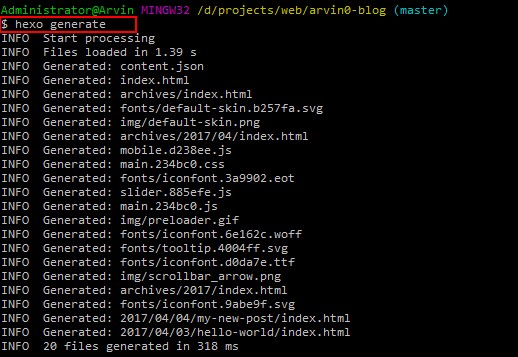 Administrator@Arvin MINGW32 /d/projects/web/arvin0-blog (master)
$ hexo generate
INFO  Start processing
INFO  Files loaded in 1.39 s
INFO  Generated: content.json
INFO  Generated: index.html
INFO  Generated: archives/index.html
INFO  Generated: fonts/default-skin.b257fa.svg
INFO  Generated: img/default-skin.png
INFO  Generated: archives/2017/04/index.html
INFO  Generated: mobile.d238ee.js
INFO  Generated: main.234bc0.css
INFO  Generated: fonts/iconfont.3a9902.eot
INFO  Generated: slider.885efe.js
INFO  Generated: main.234bc0.js
INFO  Generated: img/preloader.gif
INFO  Generated: fonts/iconfont.6e162c.woff
INFO  Generated: fonts/tooltip.4004ff.svg
INFO  Generated: fonts/iconfont.d0da7e.ttf
INFO  Generated: img/scrollbar_arrow.png
INFO  Generated: archives/2017/index.html
INFO  Generated: fonts/iconfont.9abe9f.svg
INFO  Generated: 2017/04/04/my-new-post/index.html
INFO  Generated: 2017/04/03/hello-world/index.html
INFO  20 files generated in 318 ms